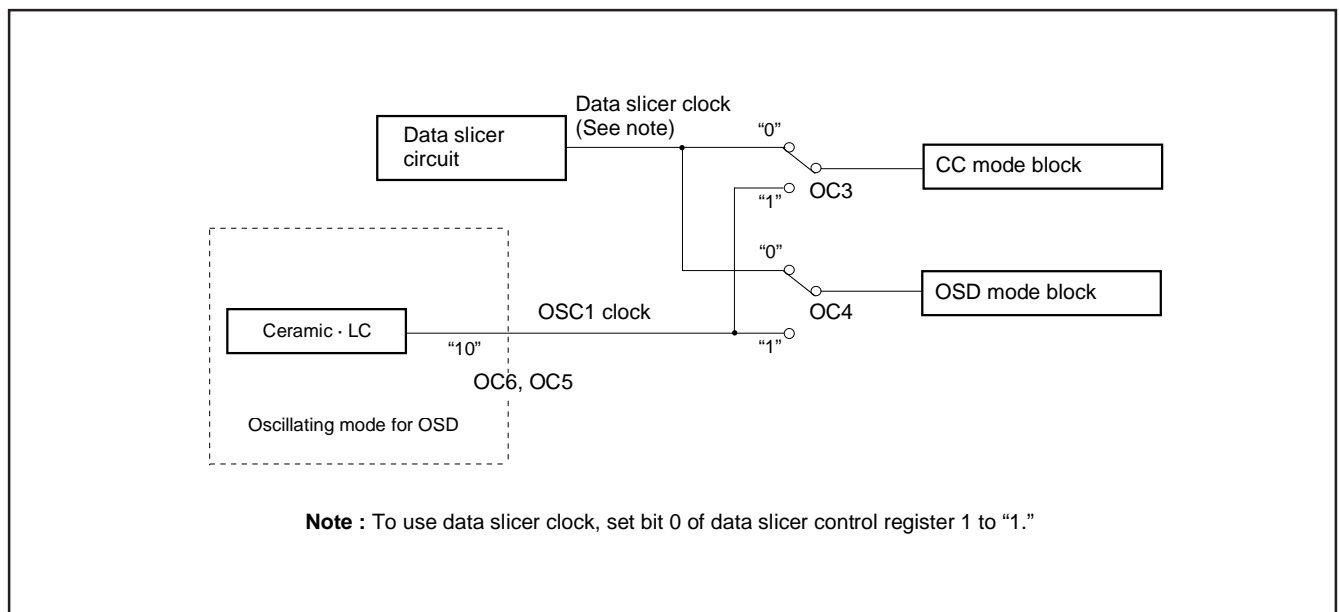 Data slicer clock
(See note)
Data slicer
circuit
“0”
CC mode block
“1”
OC3
“0”
OSD mode block
OC4
OSC1 clock
Ceramic · LC
“10”
“1”
OC6, OC5
Oscillating mode for OSD
Note : To use data slicer clock, set bit 0 of data slicer control register 1 to “1.”